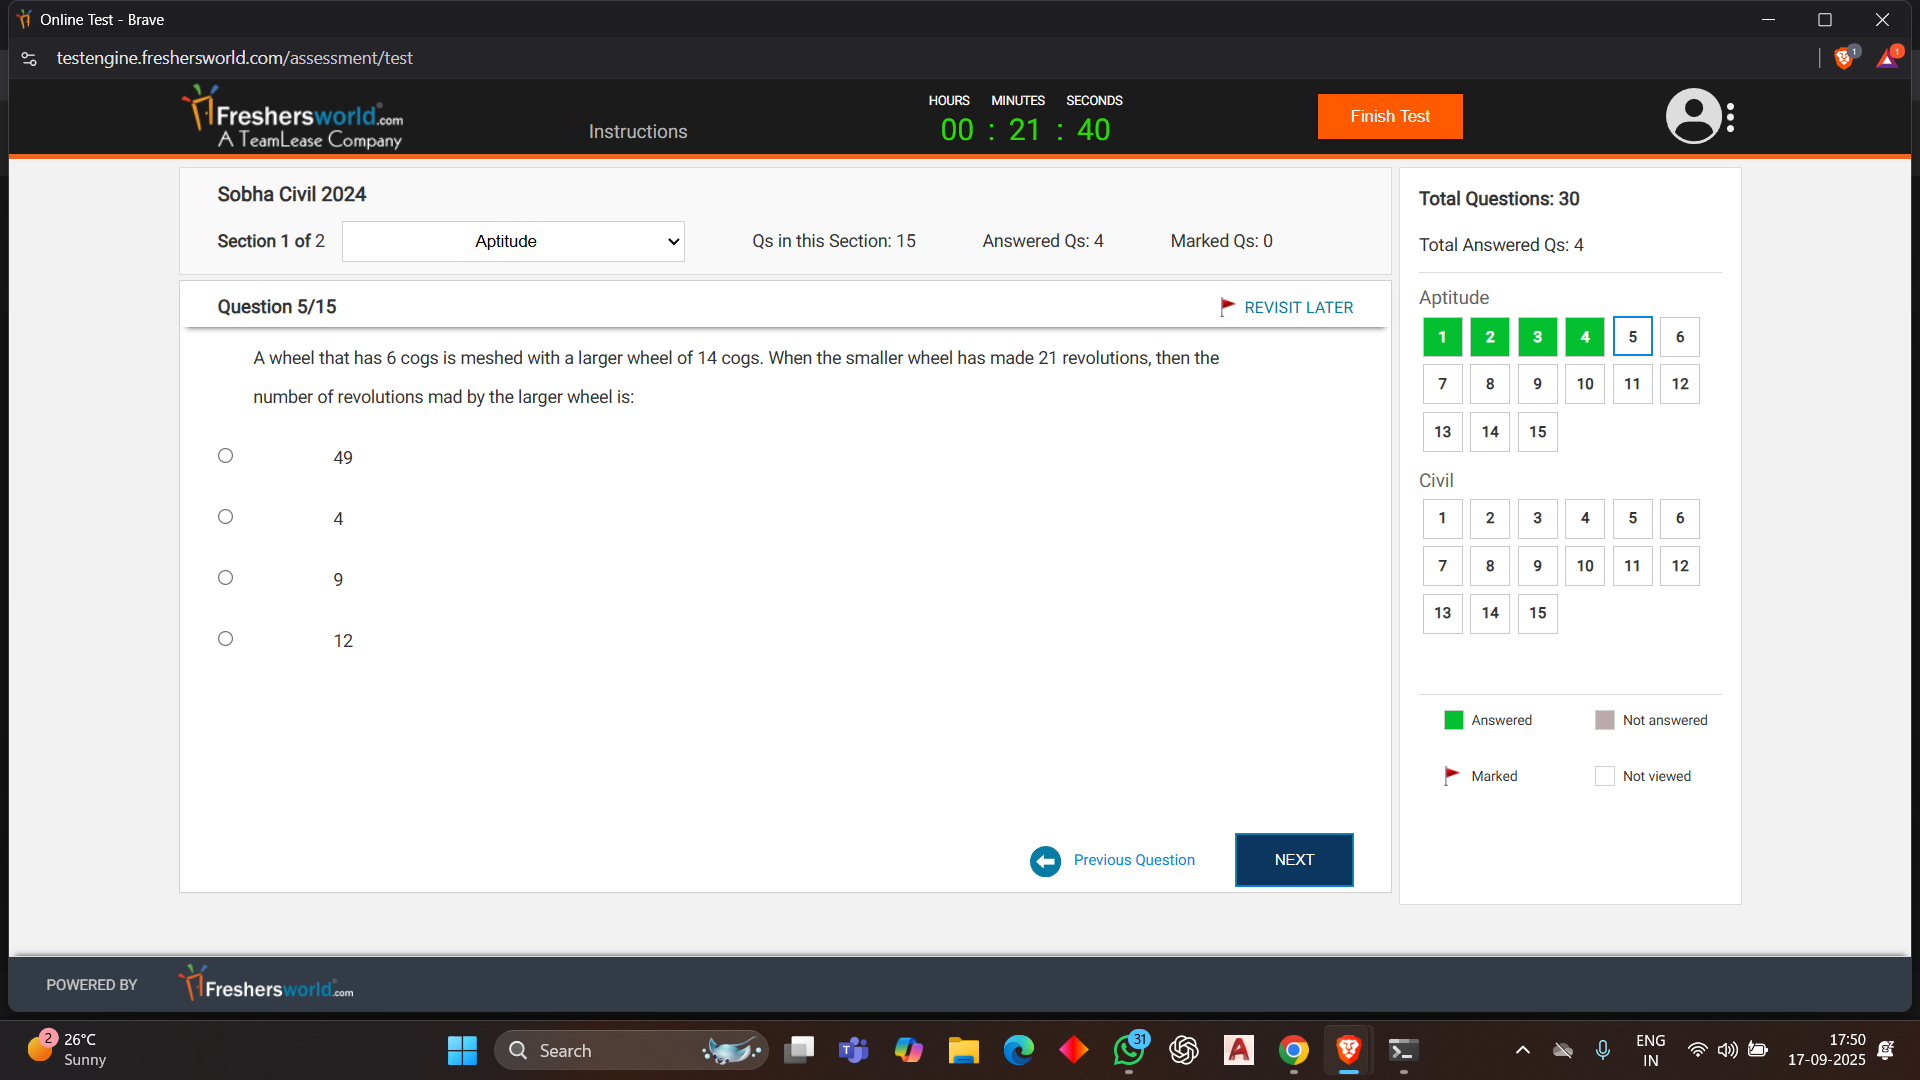 Online Test - Brave
testengine.freshersworld.com/assessment/test
1
1
Freshersworld.com
A TeamLease Company
Instructions
HOURS MINUTES SECONDS
00 : 21 : 40
Finish Test
Sobha Civil 2024
Section 1 of 2
Aptitude
Qs in this Section: 15
Answered Qs: 4
Marked Qs: 0
Question 5/15
REVISIT LATER
A wheel that has 6 cogs is meshed with a larger wheel of 14 cogs. When the smaller wheel has made 21 revolutions, then the
number of revolutions mad by the larger wheel is:
49
4
9
12
Previous Question
NEXT
Total Questions: 30
Total Answered Qs: 4
Aptitude
1 2 3 4 5 6
7 8 9 10 11 12
13 14 15
Civil
1 2 3 4 5 6
7 8 9 10 11 12
13 14 15
Answered
Not answered
Marked
Not viewed
POWERED BY
Freshersworld.com
2
26°C
Sunny
Search
31
ENG
IN
17:50
17-09-2025